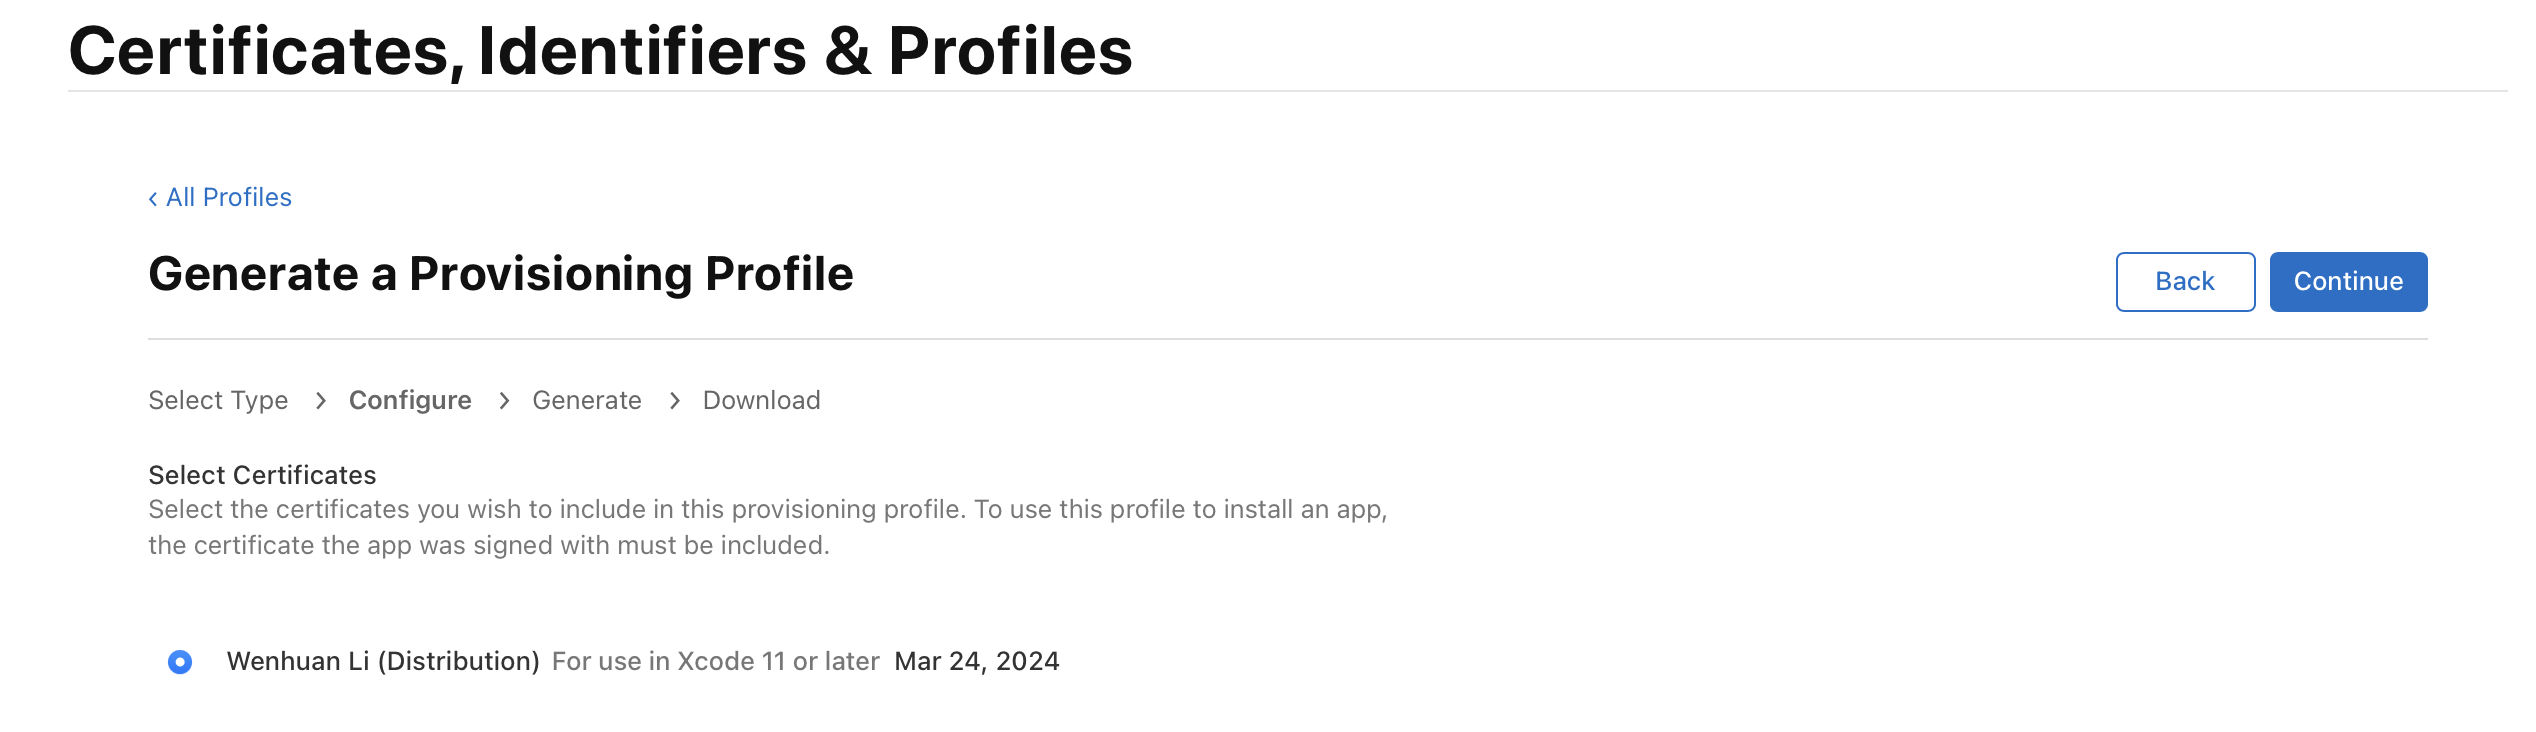 Certificates, Identifiers & Profiles
‹ All Profiles
Generate a Provisioning Profile
Back
Continue
Select Type > Configure > Generate > Download
Select Certificates
Select the certificates you wish to include in this provisioning profile. To use this profile to install an app,
the certificate the app was signed with must be included.
Wenhuan Li (Distribution) For use in Xcode 11 or later Mar 24, 2024